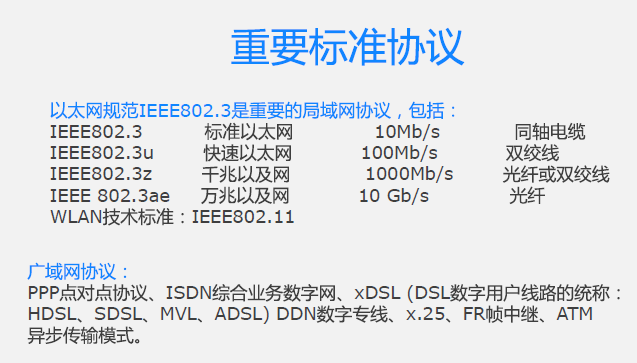 重要标准协议
以太网规范IEEE802.3是重要的局域网协议，包括：
IEEE802.3 标准以太网 10Mb/s 同轴电缆
IEEE802.3u 快速以太网 100Mb/s 双绞线
IEEE802.3z 千兆以及网 1000Mb/s 光纤或双绞线
IEEE 802.3ae 万兆以及网 10 Gb/s 光纤
WLAN技术标准：IEEE802.11
广域网协议：
PPP点对点协议、ISDN综合业务数字网、xDSL (DSL数字用户线路的统称：
HDSL、SDSL、MVL、ADSL) DDN数字专线、x.25、FR帧中继、ATM
异步传输模式。